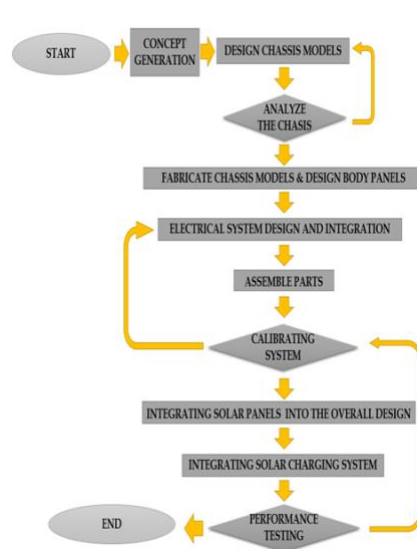 START
CONCEPT
GENERATION
DESIGN CHASSIS MODELS
ANALYZE
THE CHASIS
FABRICATE CHASSIS MODELS & DESIGN BODY PANELS
ELECTRICAL SYSTEM DESIGN AND INTEGRATION
ASSEMBLE PARTS
CALIBRATING
SYSTEM
INTEGRATING SOLAR PANELS INTO THE OVERALL DESIGN
INTEGRATING SOLAR CHARGING SYSTEM
PERFORMANCE
TESTING
END